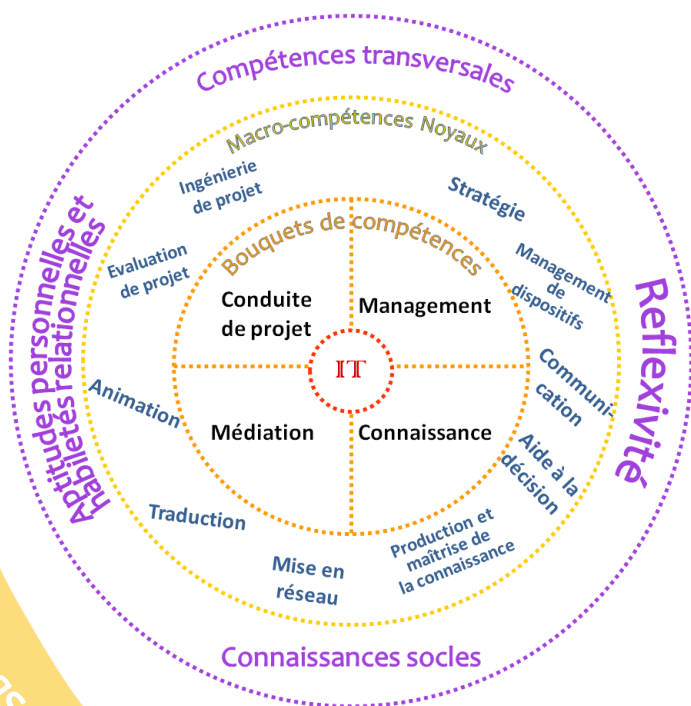 Compétences transversales
Macro-compétences Noyaux
Ingénierie
de projet
Stratégie
Evaluation
de projet
Bouquets de compétences
Management
de
dispositifs
Aptitudes personnelles et
habiletés relationnelles
Conduite
de projet
Management
Reflexivité
IT
Communi-
cation
Animation
Médiation
Connaissance
Aide à la
décision
Traduction
Production et
maîtrise de
la connaissance
Mise en
réseau
Connaissances socles